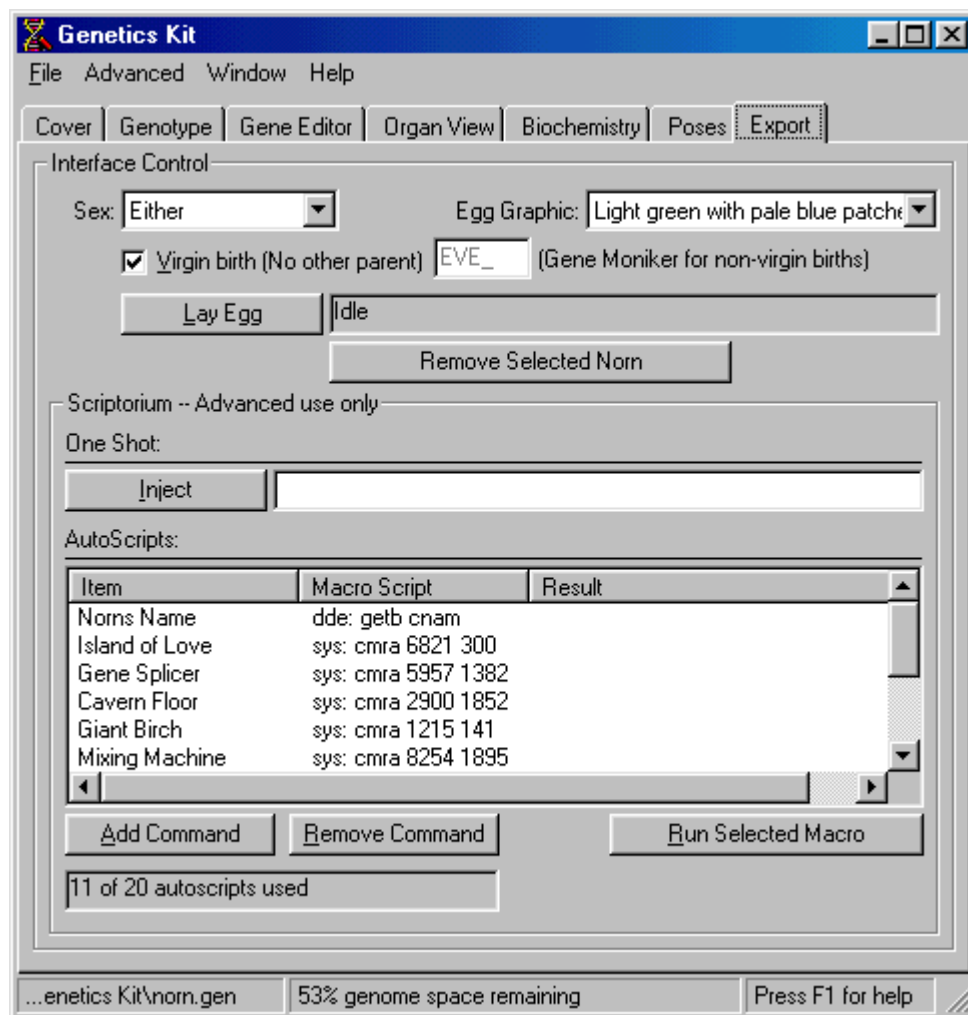 Genetics Kit
File Advanced Window Help
Cover Genotype Gene Editor Organ View Biochemistry Poses Export
Interface Control
Sex: Either Egg Graphic: Light green with pale blue patche
Virgin birth (No other parent) EVE_ (Gene Moniker for non-virgin births)
Lay Egg Idle
Remove Selected Norn
Scriptorium -- Advanced use only
One Shot:
Inject
AutoScripts:
Item Macro Script Result
Norns Name dde: getb cnam
Island of Love sys: cmra 6821 300
Gene Splicer sys: cmra 5957 1382
Cavern Floor sys: cmra 2900 1852
Giant Birch sys: cmra 1215 141
Mixing Machine sys: cmra 8254 1895
Add Command Remove Command Run Selected Macro
11 of 20 autoscripts used
...enetics Kit\norn.gen 53% genome space remaining Press F1 for help